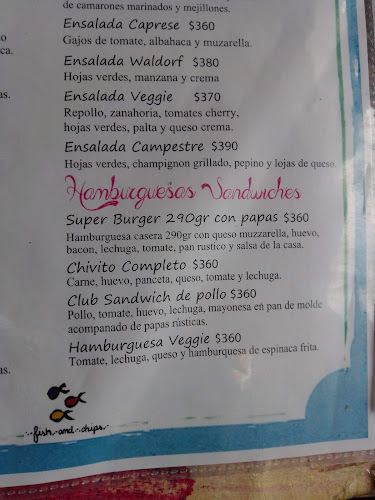 de camarones marinados y mejillones.
Ensalada Caprese $360
Gajos de tomate, albahaca y muzarella.
Ensalada Waldorf $380
Hojas verdes, manzana y crema
Ensalada Veggie $370
Repollo, zanahoria, tomates cherry,
hojas verdes, palta y queso crema.
Ensalada Campestre $390
Hojas verdes, champignon grillado, pepino y lojas de queso.
Hamburguesas Sandwiches
Super Burger 290gr con papas $360
Hamburguesa casera 290gr con queso muzzarella, huevo,
bacon, lechuga, tomate, pan rustico y salsa de la casa.
Chivito Completo $360
Carne, huevo, panceta, queso, tomate y lechuga.
Club Sandwich de pollo $360
Pollo, tomate, huevo, lechuga, mayonesa en pan de molde
acompanado de papas rústicas.
Hamburguesa Veggie $360
Tomate, lechuga, queso y hamburguesa de espinaca frita.
fish and chips